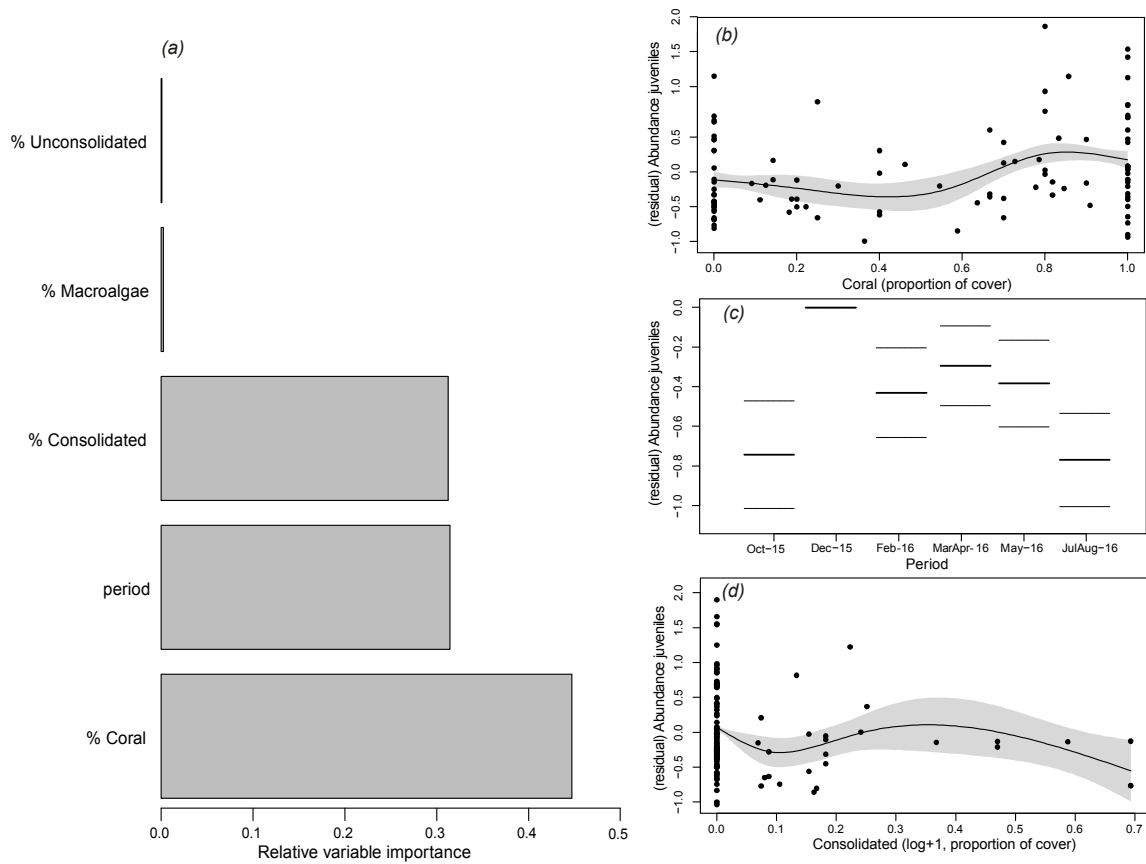 (a)
% Unconsolidated
% Macroalgae
% Consolidated
period
% Coral
0.0 0.1 0.2 0.3 0.4 0.5
Relative variable importance
(b)
(residual) Abundance juveniles
2.0
1.5
1.0
0.5
0.0
−0.5
−1.0
0.0 0.2 0.4 0.6 0.8 1.0
Coral (proportion of cover)
(c)
(residual) Abundance juveniles
0.0
−0.2
−0.4
−0.6
−0.8
−1.0
Oct−15 Dec−15 Feb−16 MarApr- 16 May−16 JulAug−16
Period
(d)
(residual) Abundance juveniles
2.0
1.5
1.0
0.5
0.0
−0.5
−1.0
0.0 0.1 0.2 0.3 0.4 0.5 0.6 0.7
Consolidated (log+1, proportion of cover)